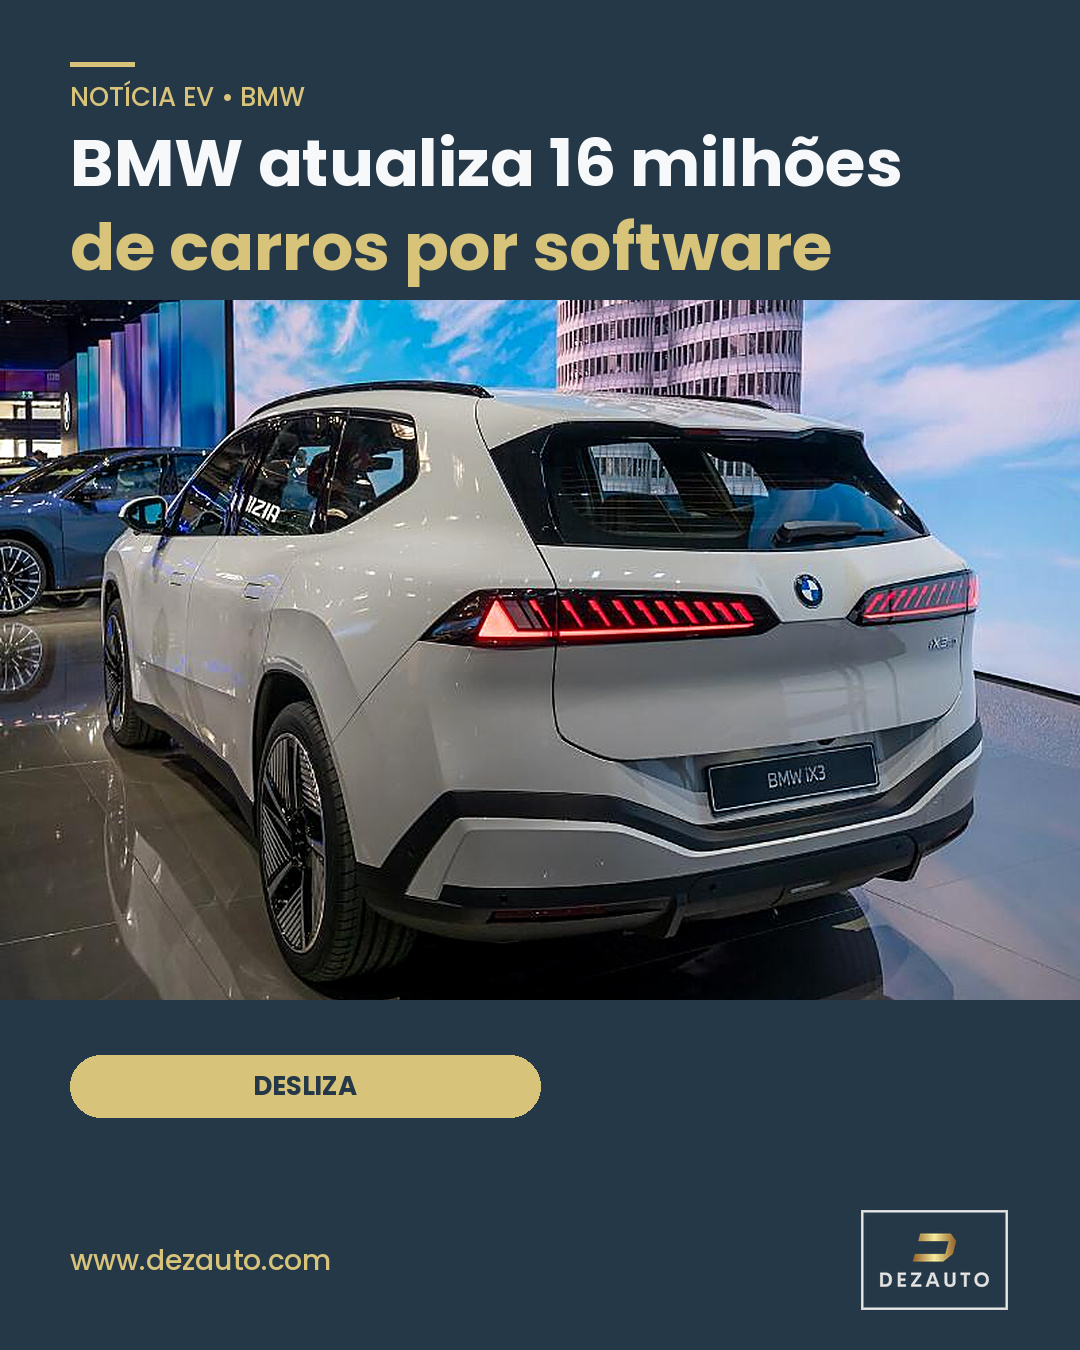 NOTÍCIA EV • BMW
BMW atualiza 16 milhões
de carros por software
BMW iX3
DESLIZA
www.dezauto.com
DEZAUTO